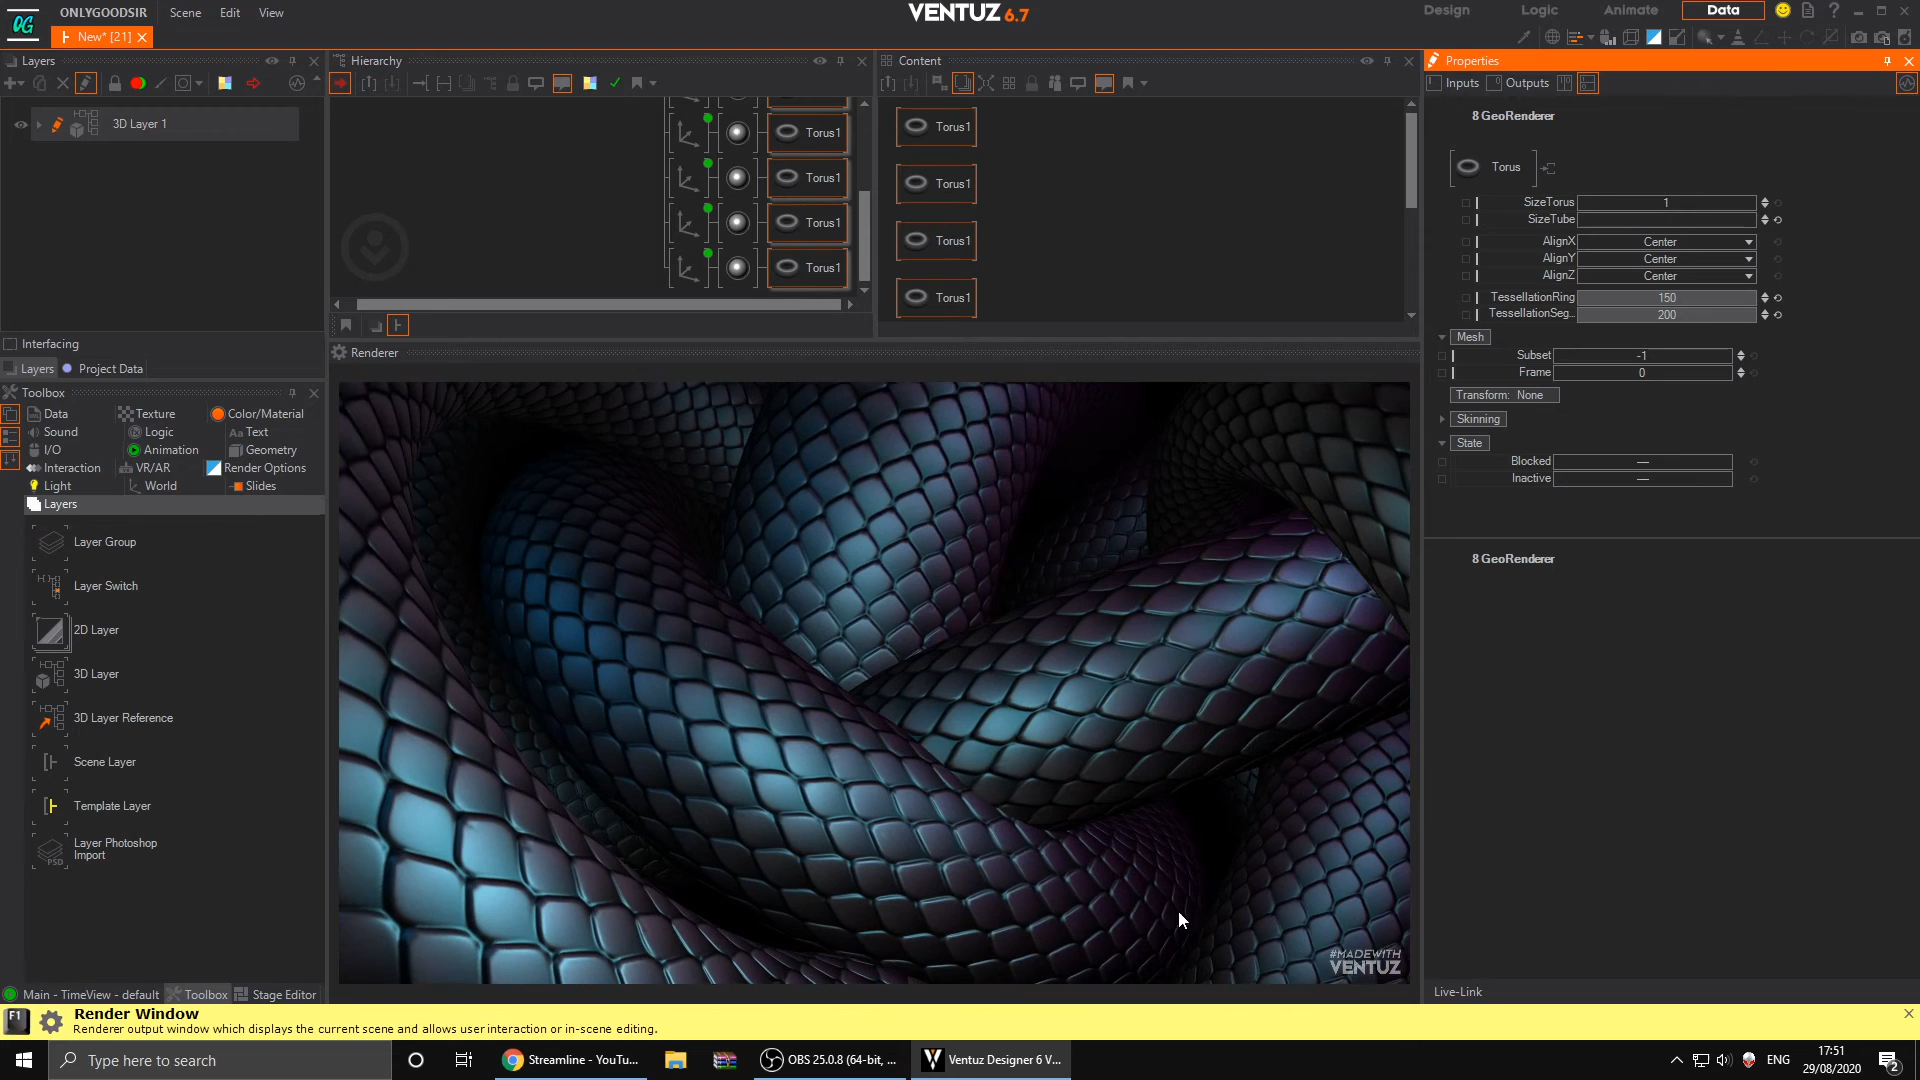 ONLYGOODSIR
Scene Edit View
VENTUZ 6.7
Design Logic Animate Data
New* [21]
Layers
3D Layer 1
Hierarchy
Torus1
Torus1
Torus1
Torus1
Content
Torus1
Torus1
Torus1
Torus1
Properties
Inputs Outputs
8 GeoRenderer
Torus
SizeTorus 1
SizeTube
AlignX Center
AlignY Center
AlignZ Center
TessellationRing 150
TessellationSeg... 200
Mesh
Subset -1
Frame 0
Transform: None
Skinning
State
Blocked —
Inactive —
8 GeoRenderer
Live-Link
Interfacing
Layers Project Data
Toolbox
Data Texture Color/Material
Sound Logic Text
I/O Animation Geometry
Interaction VR/AR Render Options
Light World Slides
Layers
Layer Group
Layer Switch
2D Layer
3D Layer
3D Layer Reference
Scene Layer
Template Layer
Layer Photoshop
Import
PSD
Renderer
#MADEWITH
VENTUZ
Main - TimeView - default Toolbox Stage Editor
F1
Render Window
Renderer output window which displays the current scene and allows user interaction or in-scene editing.
Type here to search
Streamline - YouTu...
OBS 25.0.8 (64-bit, ...
Ventuz Designer 6 V...
ENG
17:51
29/08/2020
2